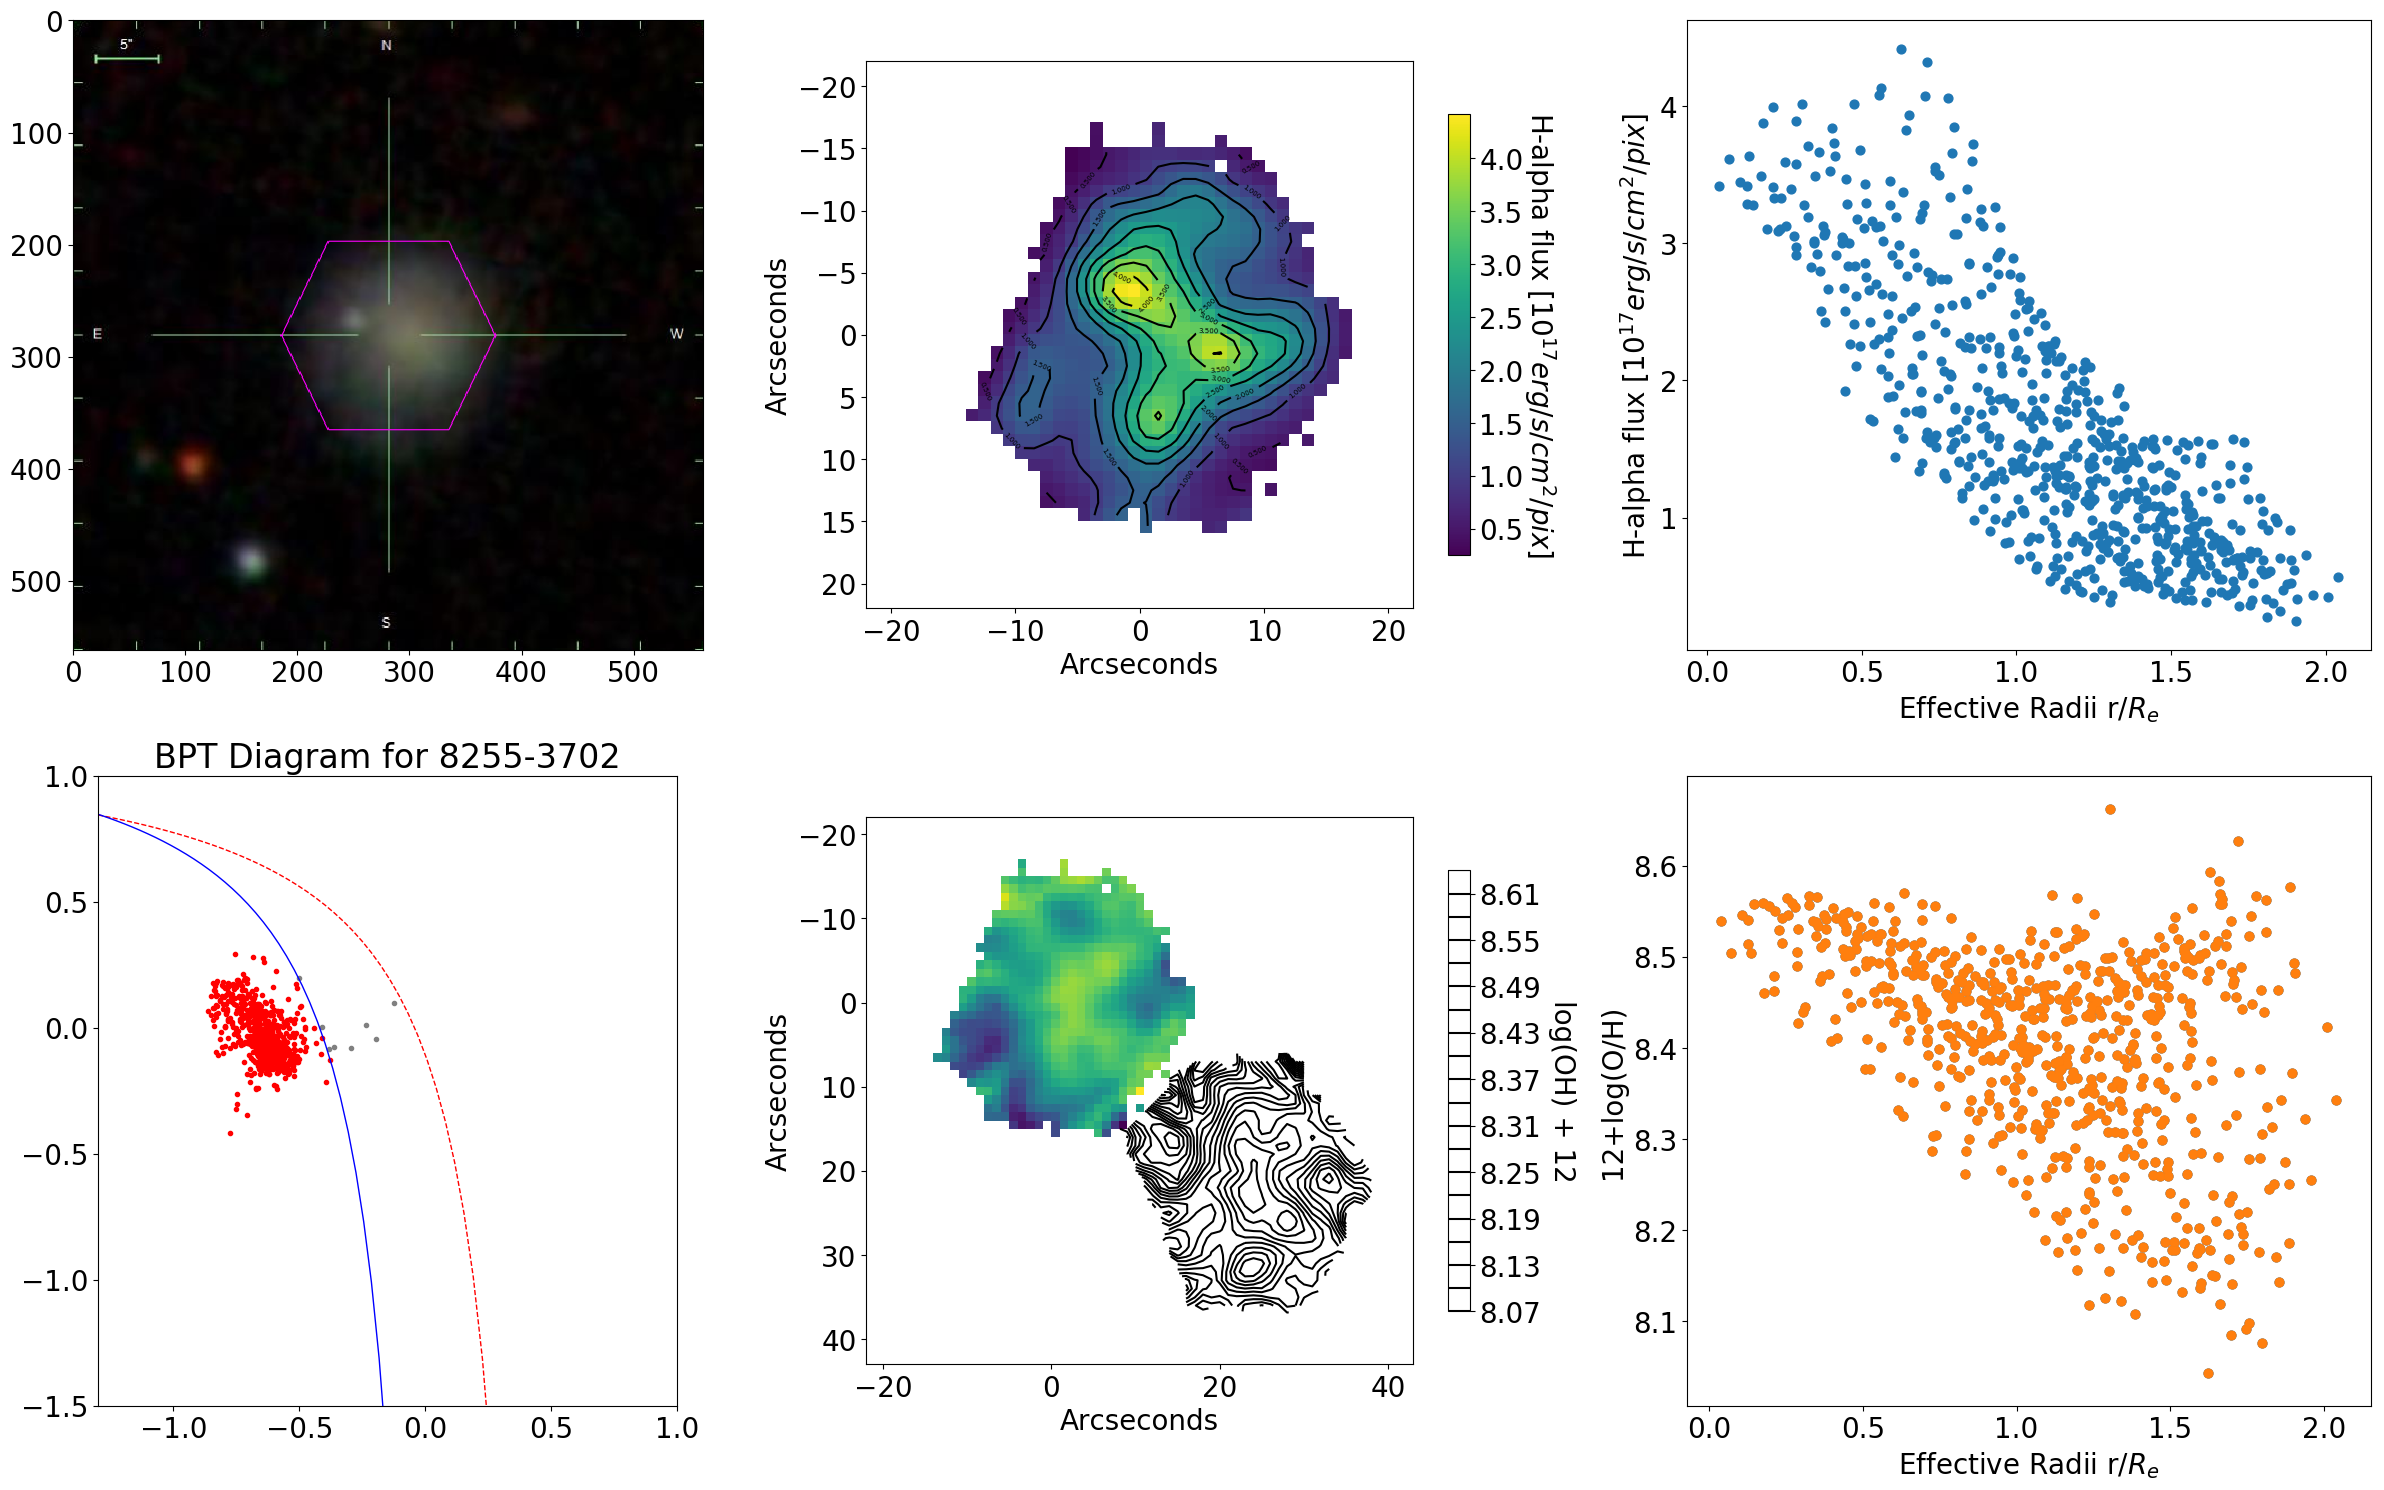 0
100
200
300
400
500
0 100 200 300 400 500
5"
N
E
W
S
−20
−15
−10
−5
0
5
10
15
20
−20 −10 0 10 20
Arcseconds
Arcseconds
4.0
3.5
3.0
2.5
2.0
1.5
1.0
0.5
H-alpha flux [10^17 erg/s/cm^2/pix]
H-alpha flux [10^17 erg/s/cm^2/pix]
4
3
2
1
0.0 0.5 1.0 1.5 2.0
Effective Radii r/R_e
BPT Diagram for 8255-3702
1.0
0.5
0.0
−0.5
−1.0
−1.5
−1.0 −0.5 0.0 0.5 1.0
−20
−10
0
10
20
30
40
−20 0 20 40
Arcseconds
Arcseconds
8.61
8.55
8.49
8.43
8.37
8.31
8.25
8.19
8.13
8.07
log(OH) + 12
12+log(O/H)
8.6
8.5
8.4
8.3
8.2
8.1
0.0 0.5 1.0 1.5 2.0
Effective Radii r/R_e